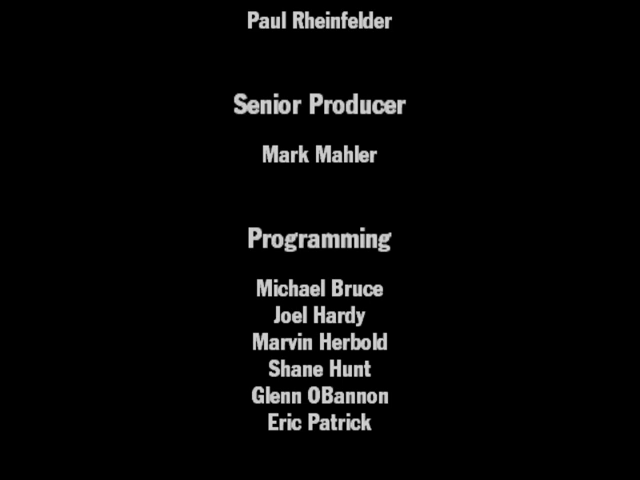 Paul Rheinfelder
Senior Producer
Mark Mahler
Programming
Michael Bruce
Joel Hardy
Marvin Herbold
Shane Hunt
Glenn OBannon
Eric Patrick